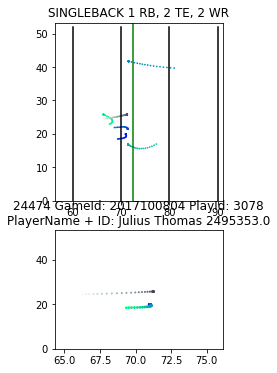 SINGLEBACK 1 RB, 2 TE, 2 WR
50
40
30
20
10
0
60 70 80 90
24474 GameId: 2017100804 PlayId: 3078
PlayerName + ID: Julius Thomas 2495353.0
40
20
0
65.0 67.5 70.0 72.5 75.0